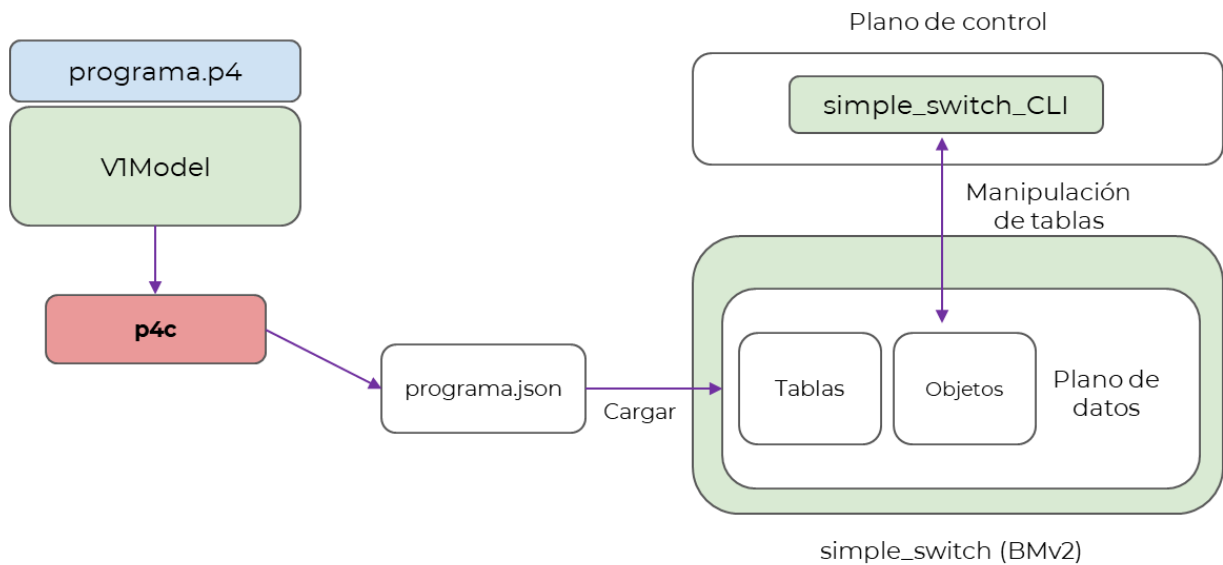 programa.p4
V1Model
p4c
programa.json
Cargar
Plano de control
simple_switch_CLI
Manipulación
de tablas
Tablas
Objetos
Plano de
datos
simple_switch (BMv2)